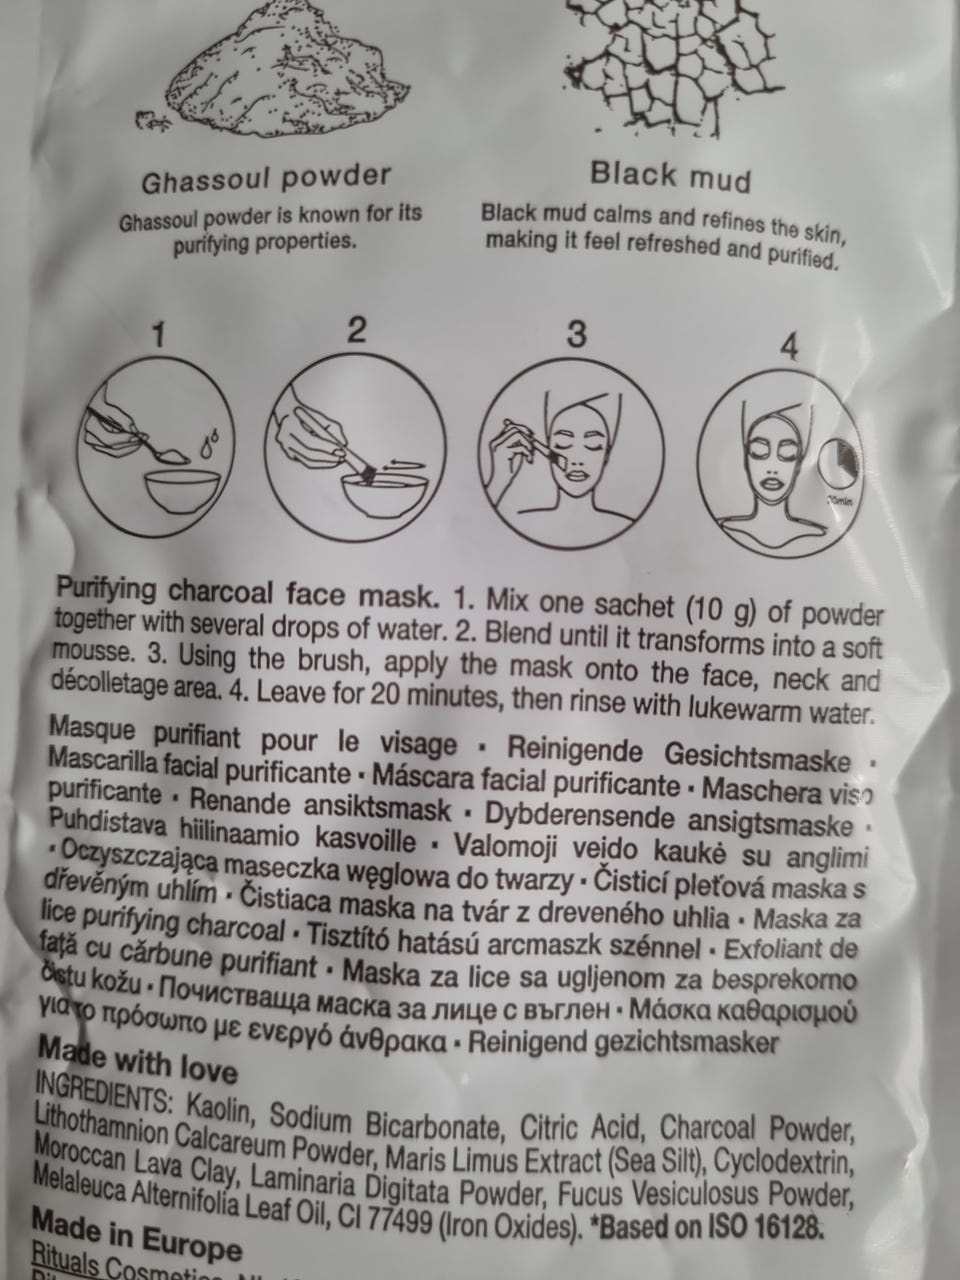 Ghassoul powder
Ghassoul powder is known for its
purifying properties.
Black mud
Black mud calms and refines the skin,
making it feel refreshed and purified.
1
2
3
4
20min
Purifying charcoal face mask. 1. Mix one sachet (10 g) of powder
together with several drops of water. 2. Blend until it transforms into a soft
mousse. 3. Using the brush, apply the mask onto the face, neck and
décolletage area. 4. Leave for 20 minutes, then rinse with lukewarm water.
Masque purifiant pour le visage • Reinigende Gesichtsmaske •
Mascarilla facial purificante • Máscara facial purificante • Maschera viso
purificante • Renande ansiktsmask • Dybderensende ansigtsmaske •
Puhdistava hiilinaamio kasvoille • Valomoji veido kaukė su anglimi
• Oczyszczająca maseczka węglowa do twarzy • Čisticí pleťová maska s
dřevěným uhlím • Čistiaca maska na tvár z dreveného uhlia • Maska za
lice purifying charcoal • Tisztító hatású arcmaszk szénnel • Exfoliant de
față cu cărbune purifiant • Maska za lice sa ugljenom za besprekorno
čistu kožu • Почистваща маска за лице с въглен • Μάσκα καθαρισμού
για το πρόσωπο με ενεργό άνθρακα • Reinigend gezichtsmasker
Made with love
INGREDIENTS: Kaolin, Sodium Bicarbonate, Citric Acid, Charcoal Powder,
Lithothamnion Calcareum Powder, Maris Limus Extract (Sea Silt), Cyclodextrin,
Moroccan Lava Clay, Laminaria Digitata Powder, Fucus Vesiculosus Powder,
Melaleuca Alternifolia Leaf Oil, CI 77499 (Iron Oxides). *Based on ISO 16128.
Made in Europe
Rituals Cosmetics